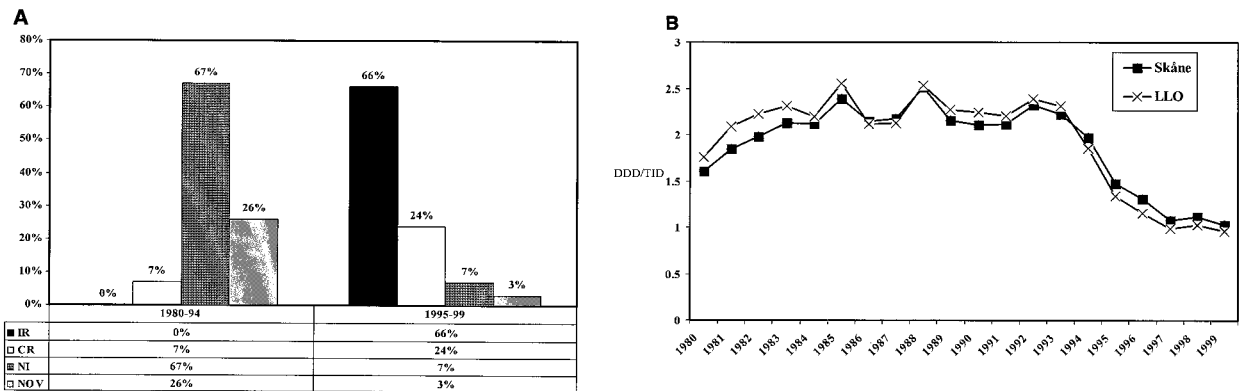 A
80%
70%
60%
50%
40%
30%
20%
10%
0%
0%
7%
67%
26%
66%
24%
7%
3%
1980-94 1995-99
IR 0% 66%
CR 7% 24%
NI 67% 7%
NOV 26% 3%
B
3
2.5
2
1.5
1
0.5
0
DDD/TID
Skåne
LLO
1980 1981 1982 1983 1984 1985 1986 1987 1988 1989 1990 1991 1992 1993 1994 1995 1996 1997 1998 1999